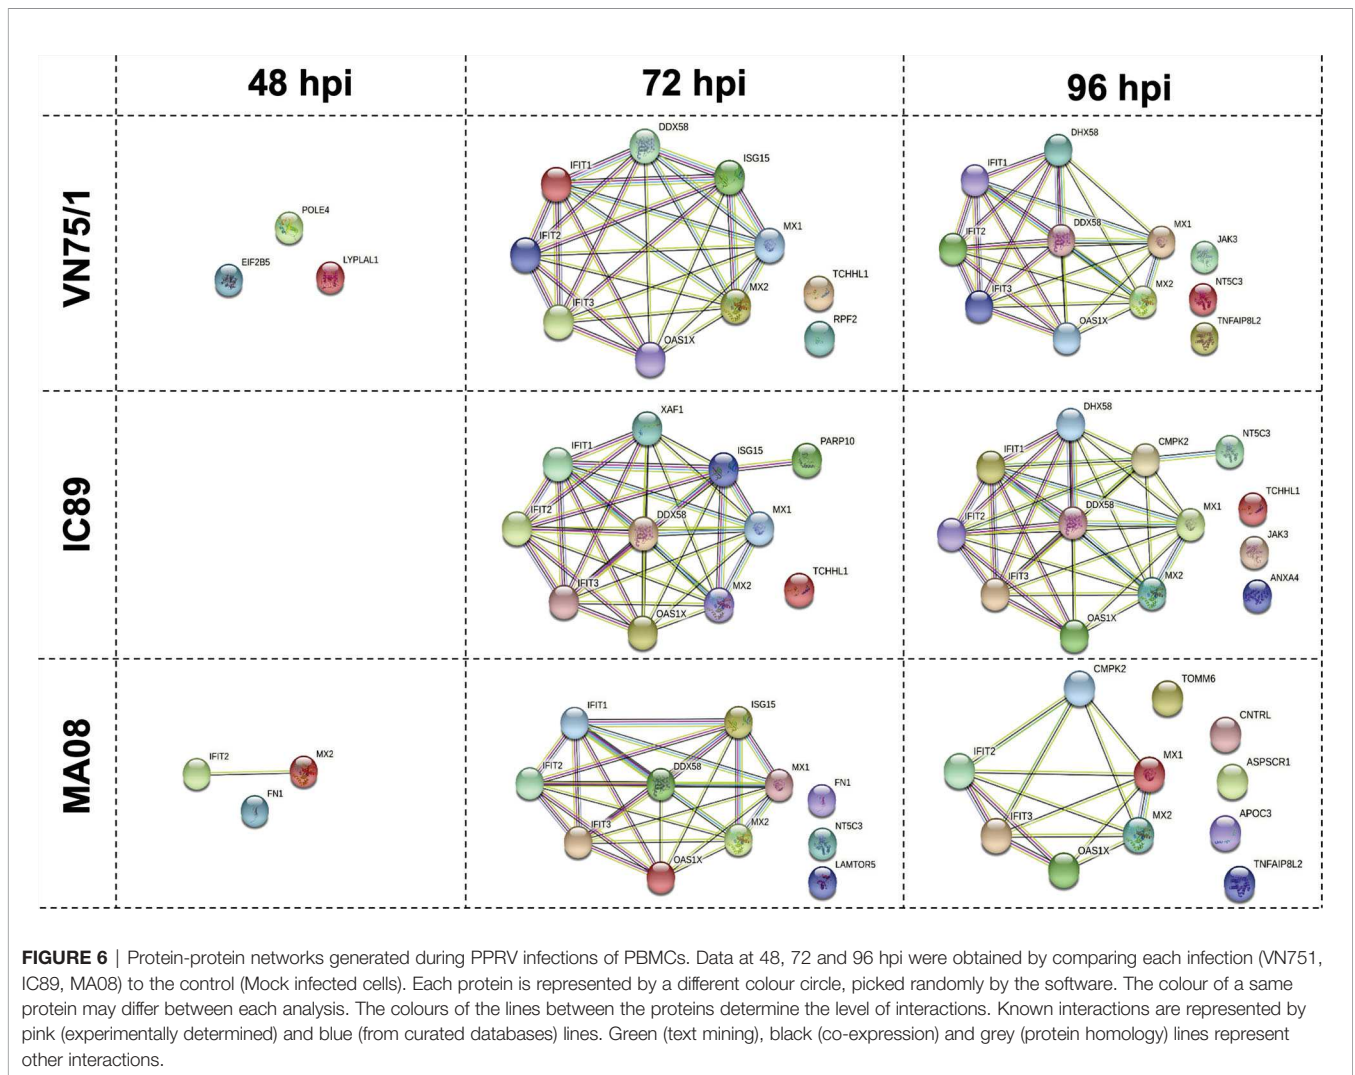 48 hpi
72 hpi
96 hpi
VN75/1
POLE4
EIF2B5
LYPLAL1
DDX58
IFIT1
ISG15
IFIT2
MX1
TCHHL1
MX2
IFIT3
RPF2
OAS1X
DHX58
IFIT1
DDX58
MX1
IFIT2
JAK3
NT5C3
MX2
IFIT3
OAS1X
TNFAIP8L2
IC89
XAF1
PARP10
IFIT1
ISG15
IFIT2
DDX58
MX1
TCHHL1
IFIT3
MX2
OAS1X
DHX58
NT5C3
CMPK2
IFIT1
TCHHL1
DDX58
MX1
IFIT2
JAK3
IFIT3
MX2
ANXA4
OAS1X
MA08
IFIT2
MX2
FN1
IFIT1
ISG15
IFIT2
DDX58
MX1
FN1
IFIT3
NT5C3
MX2
OAS1X
LAMTOR5
CMPK2
TOMM6
CNTRL
IFIT2
MX1
ASPSCR1
IFIT3
MX2
APOC3
OAS1X
TNFAIP8L2
FIGURE 6 | Protein-protein networks generated during PPRV infections of PBMCs. Data at 48, 72 and 96 hpi were obtained by comparing each infection (VN751,
IC89, MA08) to the control (Mock infected cells). Each protein is represented by a different colour circle, picked randomly by the software. The colour of a same
protein may differ between each analysis. The colours of the lines between the proteins determine the level of interactions. Known interactions are represented by
pink (experimentally determined) and blue (from curated databases) lines. Green (text mining), black (co-expression) and grey (protein homology) lines represent
other interactions.